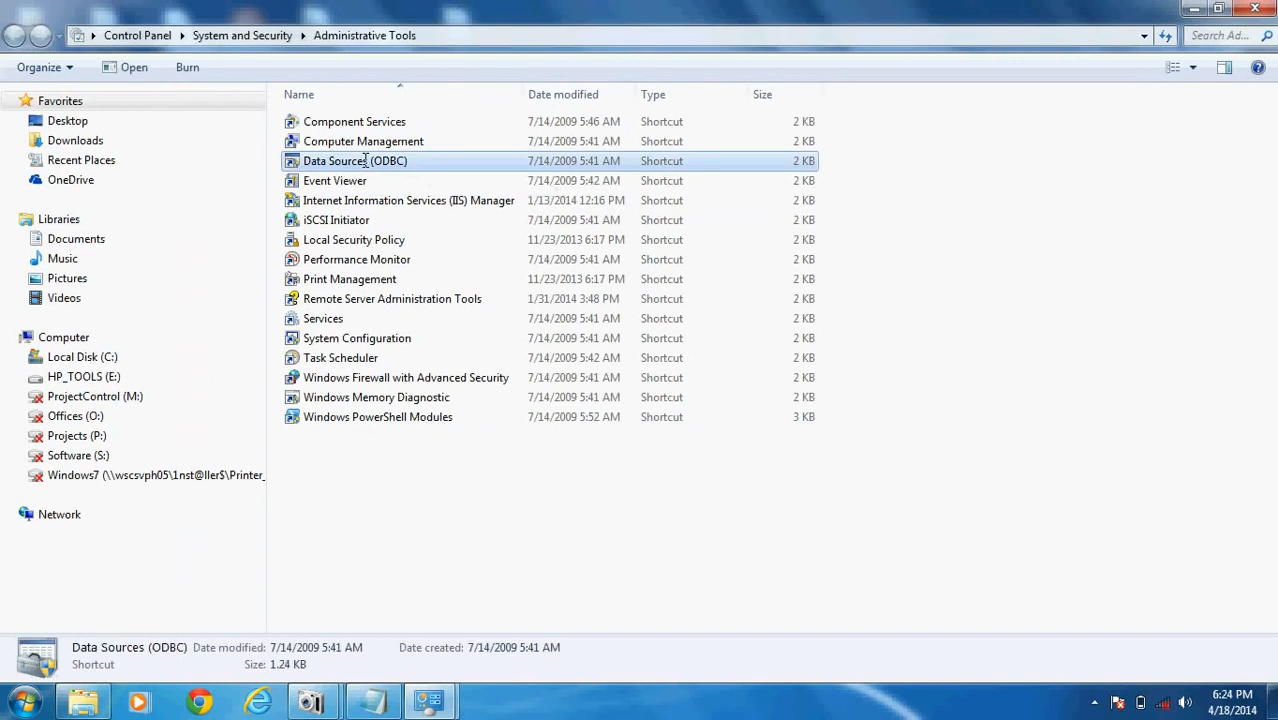 Control Panel System and Security Administrative Tools Search Ad...
Organize Open Burn
Name Date modified Type Size
Favorites
Desktop
Downloads
Recent Places
OneDrive
Libraries
Documents
Music
Pictures
Videos
Computer
Local Disk (C:)
HP_TOOLS (E:)
ProjectControl (M:)
Offices (O:)
Projects (P:)
Software (S:)
Windows7 (\\wscsvph05\1nst@ller$\Printer_
Network
Component Services 7/14/2009 5:46 AM Shortcut 2 KB
Computer Management 7/14/2009 5:41 AM Shortcut 2 KB
Data Sources (ODBC) 7/14/2009 5:41 AM Shortcut 2 KB
Event Viewer 7/14/2009 5:42 AM Shortcut 2 KB
Internet Information Services (IIS) Manager 1/13/2014 12:16 PM Shortcut 2 KB
iSCSI Initiator 7/14/2009 5:41 AM Shortcut 2 KB
Local Security Policy 11/23/2013 6:17 PM Shortcut 2 KB
Performance Monitor 7/14/2009 5:41 AM Shortcut 2 KB
Print Management 11/23/2013 6:17 PM Shortcut 2 KB
Remote Server Administration Tools 1/31/2014 3:48 PM Shortcut 2 KB
Services 7/14/2009 5:41 AM Shortcut 2 KB
System Configuration 7/14/2009 5:41 AM Shortcut 2 KB
Task Scheduler 7/14/2009 5:42 AM Shortcut 2 KB
Windows Firewall with Advanced Security 7/14/2009 5:41 AM Shortcut 2 KB
Windows Memory Diagnostic 7/14/2009 5:41 AM Shortcut 2 KB
Windows PowerShell Modules 7/14/2009 5:52 AM Shortcut 3 KB
Data Sources (ODBC) Date modified: 7/14/2009 5:41 AM Date created: 7/14/2009 5:41 AM
Shortcut Size: 1.24 KB
6:24 PM
4/18/2014